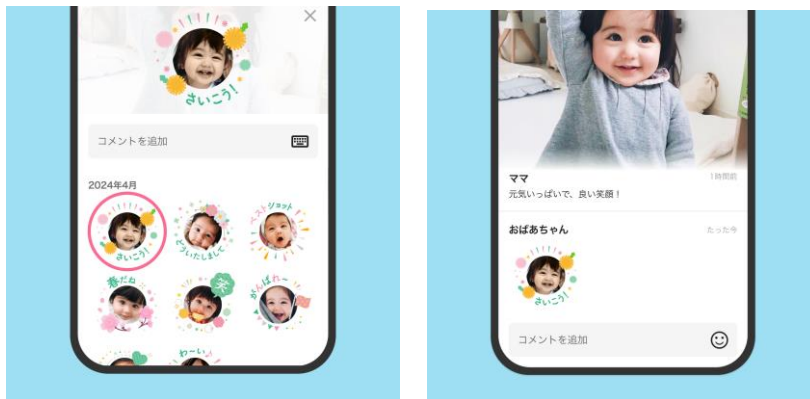 さいこう!
コメントを追加
2024年4月
さいこう!
どういたしまして
ベストショット
春だね
笑
がんばれー
わ〜い♪
ママ
1時間前
元気いっぱいで、良い笑顔!
おばあちゃん
たった今
さいこう!
コメントを追加